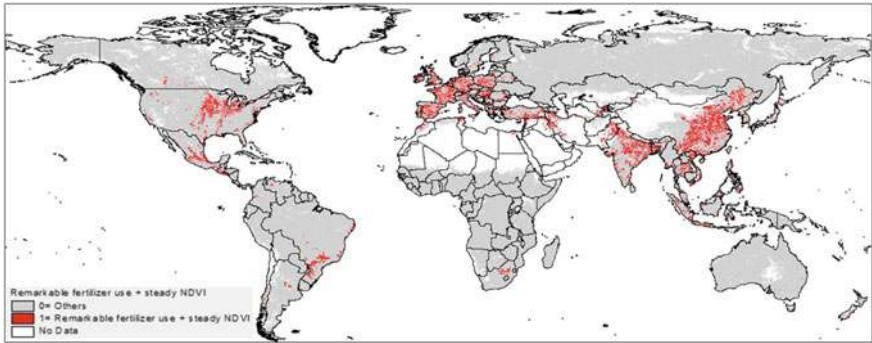 Remarkable fertilizer use + steady NDVI
0= Others
1= Remarkable fertilizer use + steady NDVI
No Data